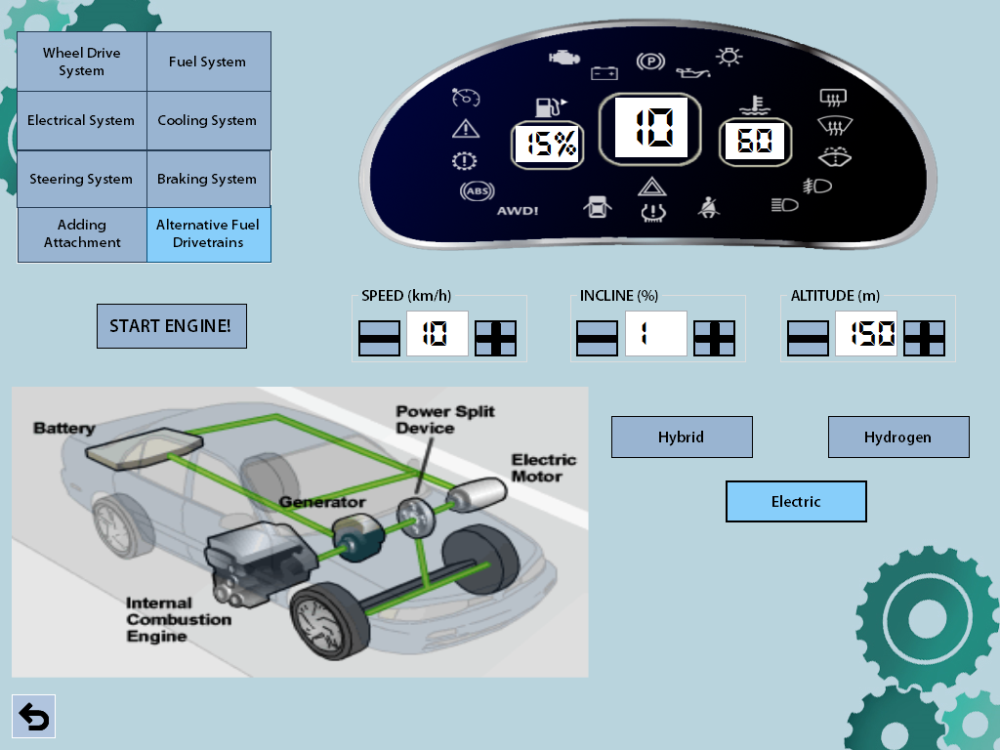 Wheel Drive
System
Fuel System
Electrical System
Cooling System
Steering System
Braking System
Adding
Attachment
Alternative Fuel
Drivetrains
START ENGINE!
P
15%
10
60
ABS
AWD!
SPEED (km/h)
10
INCLINE (%)
1
ALTITUDE (m)
150
Battery
Power Split
Device
Electric
Motor
Generator
Internal
Combustion
Engine
Hybrid
Hydrogen
Electric